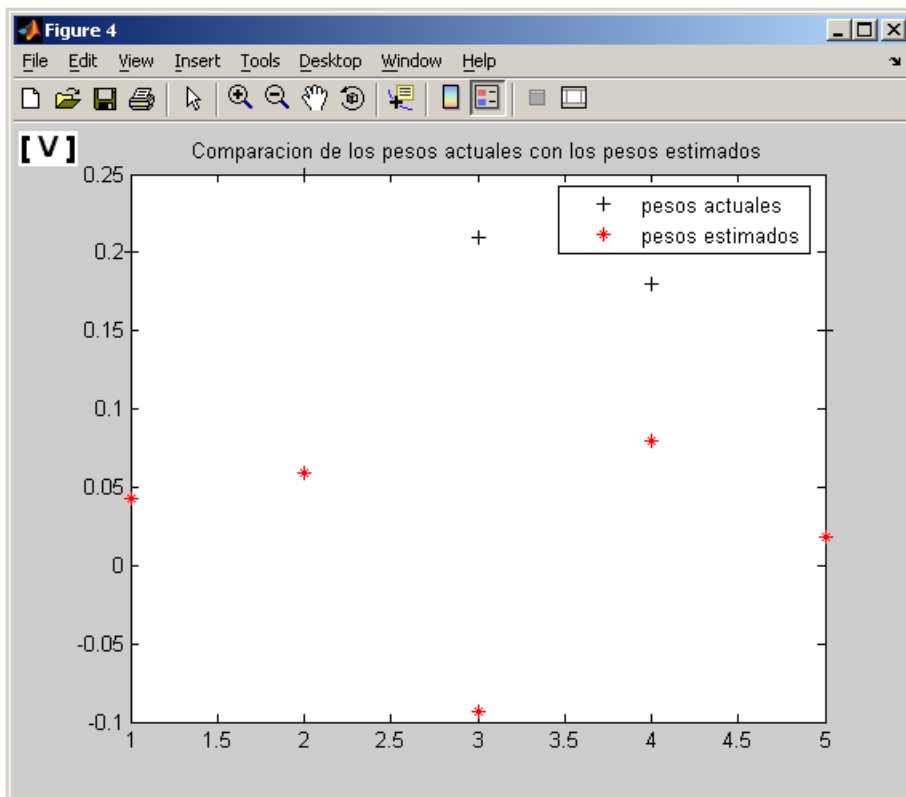 Figure 4
File Edit View Insert Tools Desktop Window Help
[V]
Comparacion de los pesos actuales con los pesos estimados
pesos actuales
pesos estimados
0.25
0.2
0.15
0.1
0.05
0
-0.05
-0.1
1 1.5 2 2.5 3 3.5 4 4.5 5